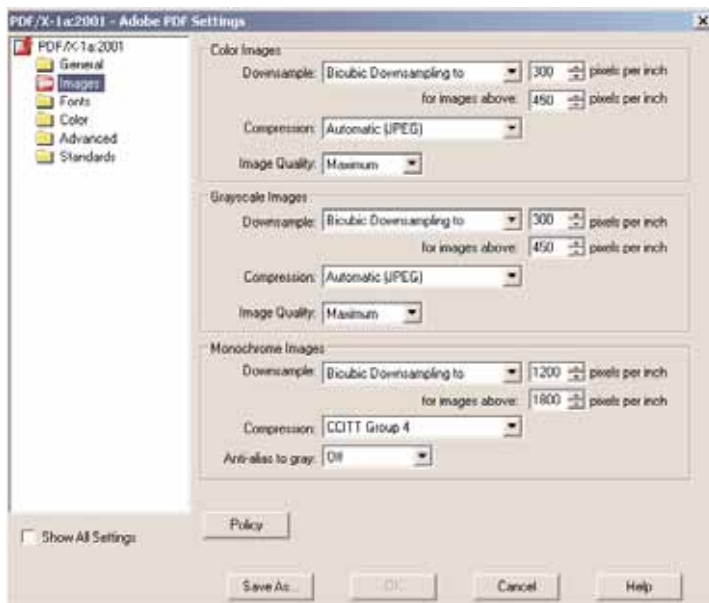 PDF/X-1a:2001 - Adobe PDF Settings
PDF/X-1a:2001
General
Images
Fonts
Color
Advanced
Standards
Show All Settings
Color Images
Downsample: Bicubic Downsampling to 300 pixels per inch
for images above: 450 pixels per inch
Compression: Automatic (JPEG)
Image Quality: Maximum
Grayscale Images
Downsample: Bicubic Downsampling to 300 pixels per inch
for images above: 450 pixels per inch
Compression: Automatic (JPEG)
Image Quality: Maximum
Monochrome Images
Downsample: Bicubic Downsampling to 1200 pixels per inch
for images above: 1800 pixels per inch
Compression: CCITT Group 4
Anti-alias to gray: Off
Policy
Save As...
OK
Cancel
Help